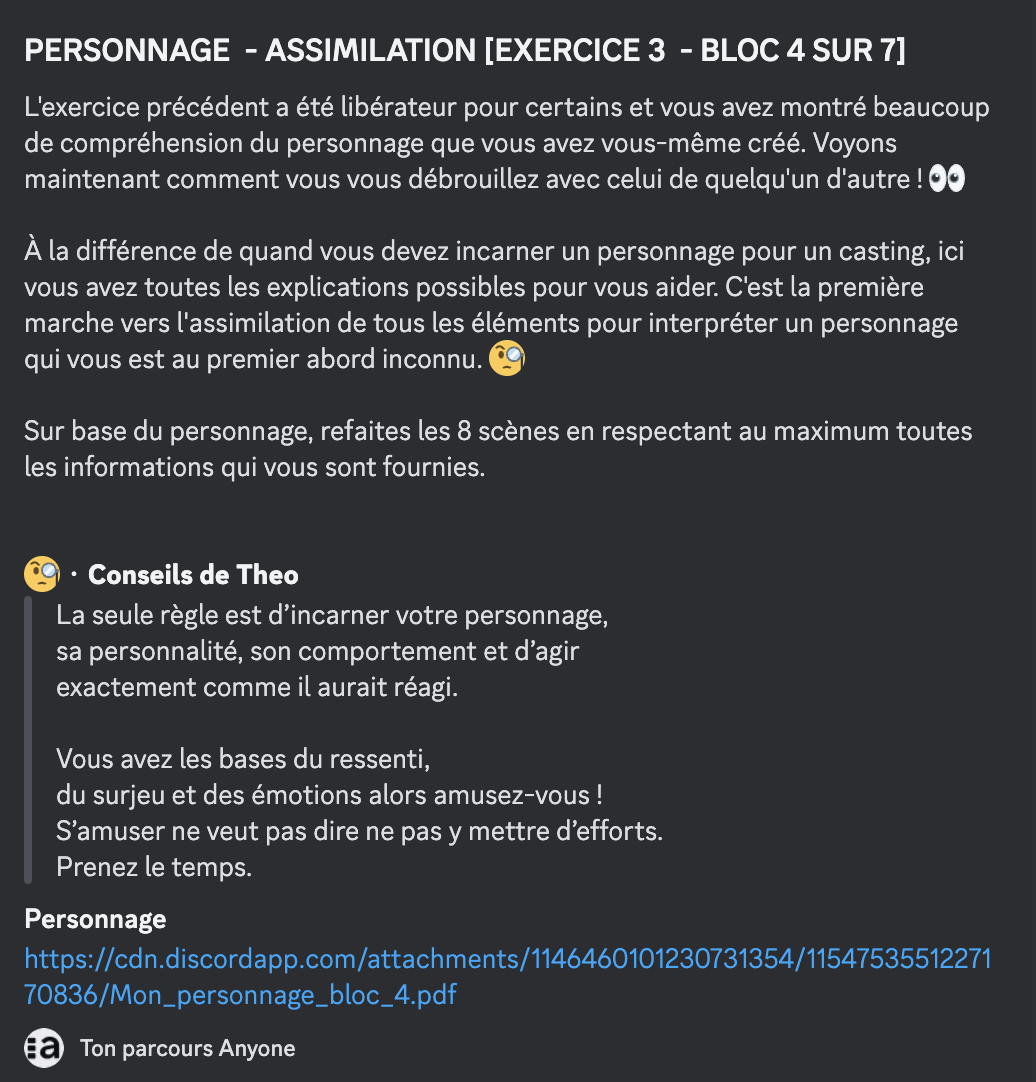 PERSONNAGE - ASSIMILATION [EXERCICE 3 - BLOC 4 SUR 7]
L'exercice précédent a été libérateur pour certains et vous avez montré beaucoup
de compréhension du personnage que vous avez vous-même créé. Voyons
maintenant comment vous vous débrouillez avec celui de quelqu'un d'autre ! 👀
À la différence de quand vous devez incarner un personnage pour un casting, ici
vous avez toutes les explications possibles pour vous aider. C'est la première
marche vers l'assimilation de tous les éléments pour interpréter un personnage
qui vous est au premier abord inconnu. 🧐
Sur base du personnage, refaites les 8 scènes en respectant au maximum toutes
les informations qui vous sont fournies.
🧐 · Conseils de Theo
La seule règle est d’incarner votre personnage,
sa personnalité, son comportement et d’agir
exactement comme il aurait réagi.
Vous avez les bases du ressenti,
du surjeu et des émotions alors amusez-vous !
S’amuser ne veut pas dire ne pas y mettre d’efforts.
Prenez le temps.
Personnage
https://cdn.discordapp.com/attachments/1146460101230731354/11547535512271
70836/Mon_personnage_bloc_4.pdf
:a Ton parcours Anyone